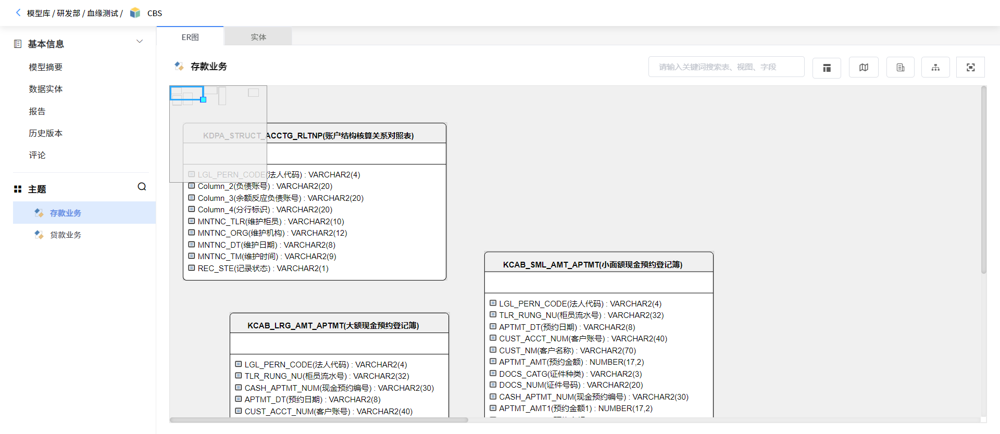 模型库 / 研发部 / 血缘测试 / CBS
基本信息
模型摘要
数据实体
报告
历史版本
评论
主题
存款业务
贷款业务
ER图
实体
存款业务
请输入关键词搜索表、视图、字段
KDPA_STRUCT_ACCTG_RLTNP(账户结构核算关系对照表)
LGL_PERN_CODE(法人代码) : VARCHAR2(4)
Column_2(负债账号) : VARCHAR2(20)
Column_3(余额反应负债账号) : VARCHAR2(20)
Column_4(分行标识) : VARCHAR2(20)
MNTNC_TLR(维护柜员) : VARCHAR2(10)
MNTNC_ORG(维护机构) : VARCHAR2(12)
MNTNC_DT(维护日期) : VARCHAR2(8)
MNTNC_TM(维护时间) : VARCHAR2(9)
REC_STE(记录状态) : VARCHAR2(1)
KCAB_LRG_AMT_APTMT(大额现金预约登记薄)
LGL_PERN_CODE(法人代码) : VARCHAR2(4)
TLR_RUNG_NU(柜员流水号) : VARCHAR2(32)
CASH_APTMT_NUM(现金预约编号) : VARCHAR2(30)
APTMT_DT(预约日期) : VARCHAR2(8)
CUST_ACCT_NUM(客户账号) : VARCHAR2(40)
KCAB_SML_AMT_APTMT(小面额现金预约登记薄)
LGL_PERN_CODE(法人代码) : VARCHAR2(4)
TLR_RUNG_NU(柜员流水号) : VARCHAR2(32)
APTMT_DT(预约日期) : VARCHAR2(8)
CUST_ACCT_NUM(客户账号) : VARCHAR2(40)
CUST_NM(客户名称) : VARCHAR2(70)
APTMT_AMT(预约金额) : NUMBER(17,2)
DOCS_CATG(证件种类) : VARCHAR2(3)
DOCS_NUM(证件号码) : VARCHAR2(20)
CASH_APTMT_NUM(现金预约编号) : VARCHAR2(30)
APTMT_AMT1(预约金额1) : NUMBER(17,2)